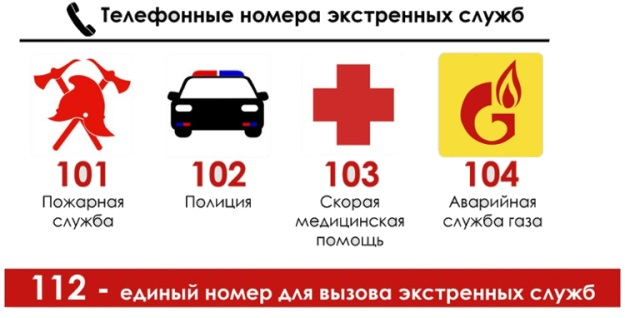 Телефонные номера экстренных служб
101
Пожарная
служба
102
Полиция
103
Скорая
медицинская
помощь
104
Аварийная
служба газа
112 - единый номер для вызова экстренных служб